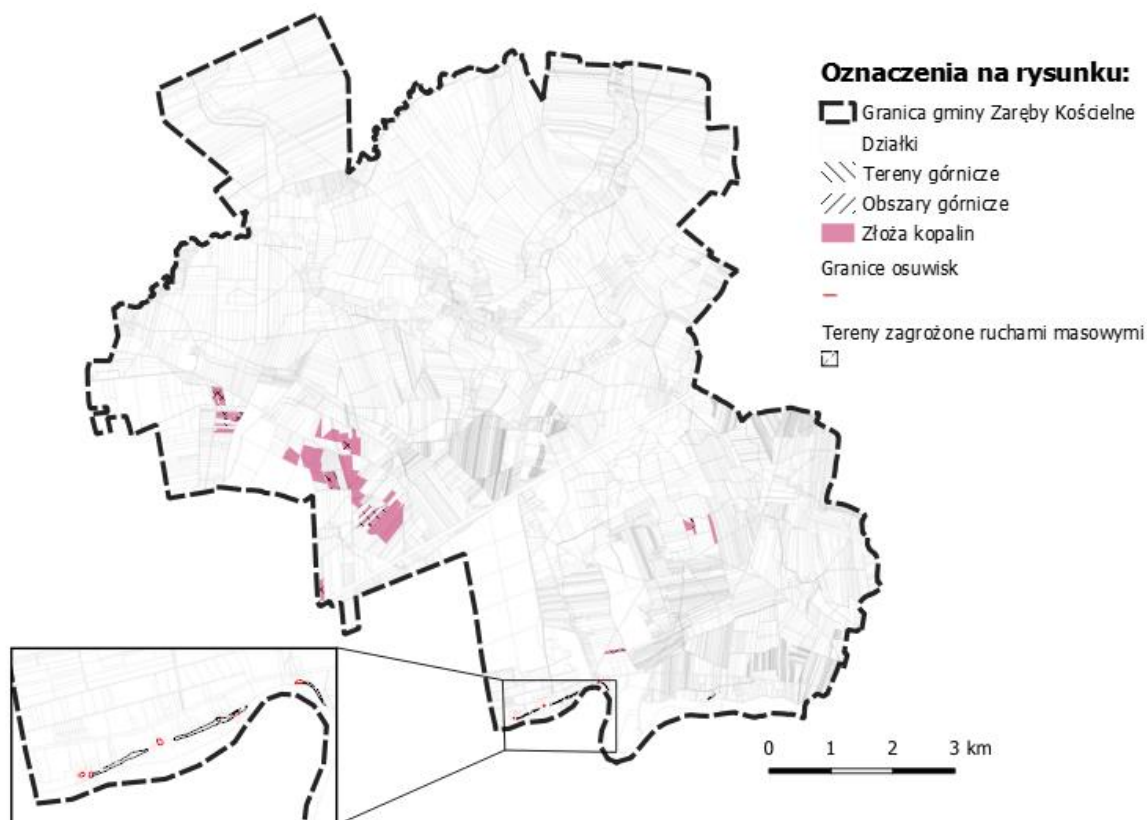 Oznaczenia na rysunku:
Granica gminy Zaręby Kościelne
Działki
Tereny górnicze
Obszary górnicze
Złoża kopalin
Granice osuwisk
Tereny zagrożone ruchami masowymi
0 1 2 3 km